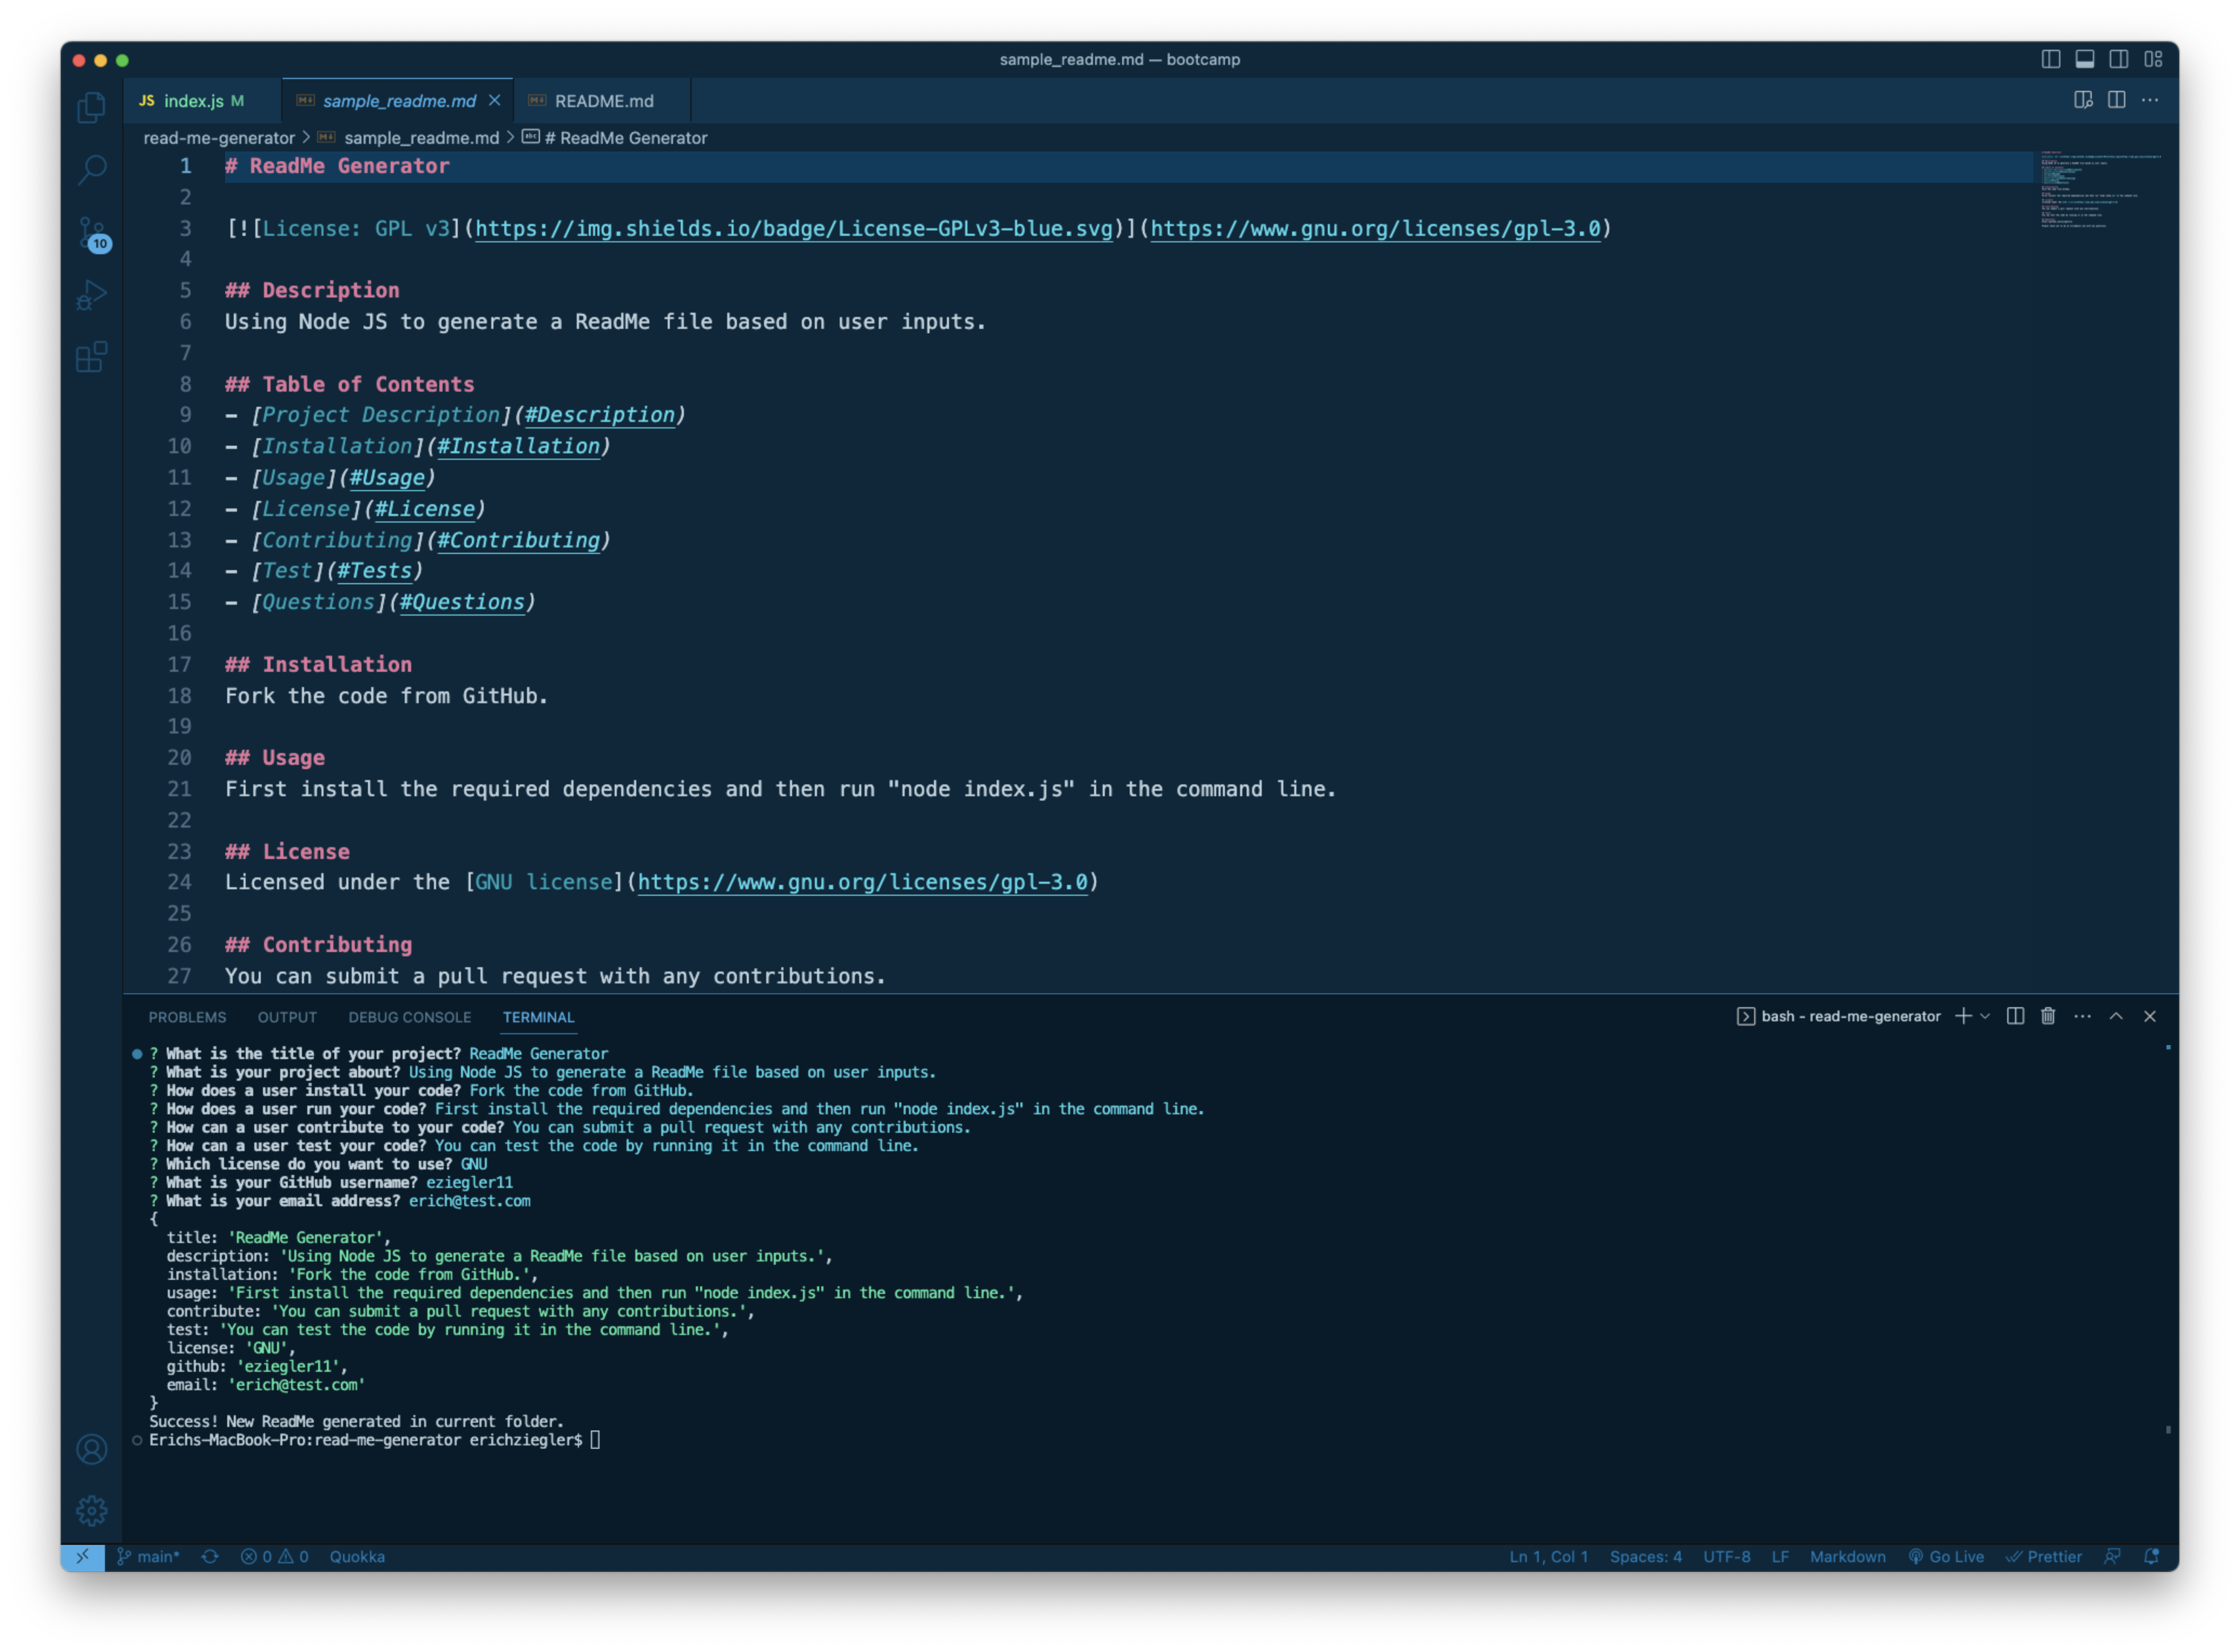 sample_readme.md — bootcamp
JS index.js M
sample_readme.md
README.md
read-me-generator > sample_readme.md > # ReadMe Generator
1 # ReadMe Generator
2
3 [![License: GPL v3](https://img.shields.io/badge/License-GPLv3-blue.svg)](https://www.gnu.org/licenses/gpl-3.0)
4
5 ## Description
6 Using Node JS to generate a ReadMe file based on user inputs.
7
8 ## Table of Contents
9 - [Project Description](#Description)
10 - [Installation](#Installation)
11 - [Usage](#Usage)
12 - [License](#License)
13 - [Contributing](#Contributing)
14 - [Test](#Tests)
15 - [Questions](#Questions)
16
17 ## Installation
18 Fork the code from GitHub.
19
20 ## Usage
21 First install the required dependencies and then run "node index.js" in the command line.
22
23 ## License
24 Licensed under the [GNU license](https://www.gnu.org/licenses/gpl-3.0)
25
26 ## Contributing
27 You can submit a pull request with any contributions.
10
PROBLEMS OUTPUT DEBUG CONSOLE TERMINAL
bash - read-me-generator
? What is the title of your project? ReadMe Generator
? What is your project about? Using Node JS to generate a ReadMe file based on user inputs.
? How does a user install your code? Fork the code from GitHub.
? How does a user run your code? First install the required dependencies and then run "node index.js" in the command line.
? How can a user contribute to your code? You can submit a pull request with any contributions.
? How can a user test your code? You can test the code by running it in the command line.
? Which license do you want to use? GNU
? What is your GitHub username? eziegler11
? What is your email address? erich@test.com
{
  title: 'ReadMe Generator',
  description: 'Using Node JS to generate a ReadMe file based on user inputs.',
  installation: 'Fork the code from GitHub.',
  usage: 'First install the required dependencies and then run "node index.js" in the command line.',
  contribute: 'You can submit a pull request with any contributions.',
  test: 'You can test the code by running it in the command line.',
  license: 'GNU',
  github: 'eziegler11',
  email: 'erich@test.com'
}
Success! New ReadMe generated in current folder.
Erichs-MacBook-Pro:read-me-generator erichziegler$
main* 0 0 Quokka
Ln 1, Col 1 Spaces: 4 UTF-8 LF Markdown Go Live Prettier